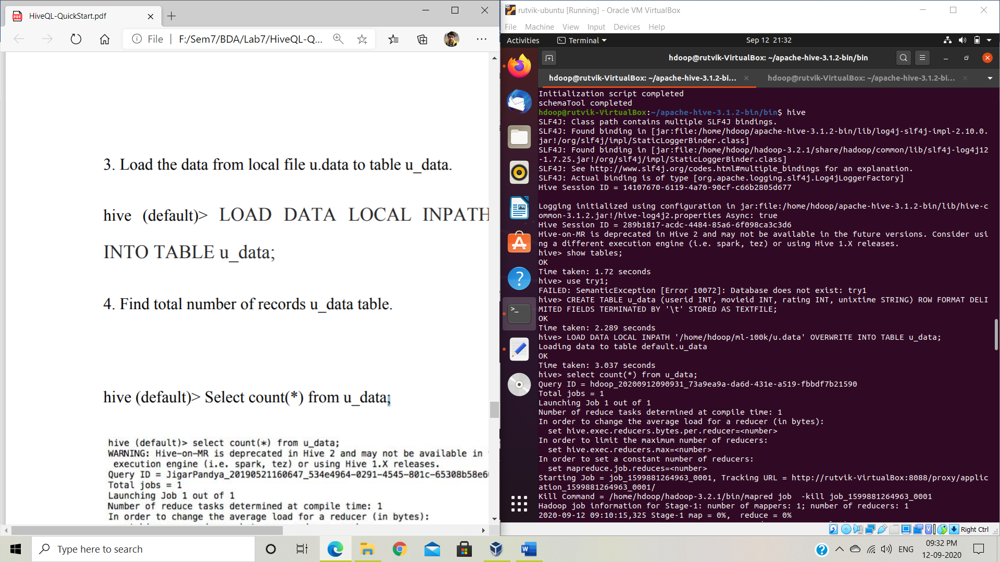 HiveQL-QuickStart.pdf
File
F:/Sem7/BDA/Lab7/HiveQL-Q...
3. Load the data from local file u.data to table u_data.
hive (default)> LOAD DATA LOCAL INPATH
INTO TABLE u_data;
4. Find total number of records u_data table.
hive (default)> Select count(*) from u_data;
hive (default)> select count(*) from u_data;
WARNING: Hive-on-MR is deprecated in Hive 2 and may not be available in
execution engine (i.e. spark, tez) or using Hive 1.X releases.
Query ID = JigarPandya_20190521160647_534e4964-0291-4545-801c-65308b58e6
Total jobs = 1
Launching Job 1 out of 1
Number of reduce tasks determined at compile time: 1
In order to change the average load for a reducer (in bytes):
rutvik-ubuntu [Running] - Oracle VM VirtualBox
File Machine View Input Devices Help
Activities Terminal Sep 12 21:32
hdoop@rutvik-VirtualBox: ~/apache-hive-3.1.2-bin/bin
hdoop@rutvik-VirtualBox: ~/apache-hive-3.1.2-bi... hdoop@rutvik-VirtualBox: ~/apache-hive-3.1.2-bi...
Initialization script completed
schemaTool completed
hdoop@rutvik-VirtualBox:~/apache-hive-3.1.2-bin/bin$ hive
SLF4J: Class path contains multiple SLF4J bindings.
SLF4J: Found binding in [jar:file:/home/hdoop/apache-hive-3.1.2-bin/lib/log4j-slf4j-impl-2.10.0.
jar!/org/slf4j/impl/StaticLoggerBinder.class]
SLF4J: Found binding in [jar:file:/home/hdoop/hadoop-3.2.1/share/hadoop/common/lib/slf4j-log4j12
-1.7.25.jar!/org/slf4j/impl/StaticLoggerBinder.class]
SLF4J: See http://www.slf4j.org/codes.html#multiple_bindings for an explanation.
SLF4J: Actual binding is of type [org.apache.logging.slf4j.Log4jLoggerFactory]
Hive Session ID = 14107670-6119-4a70-90cf-c66b2805d677
Logging initialized using configuration in jar:file:/home/hdoop/apache-hive-3.1.2-bin/lib/hive-c
ommon-3.1.2.jar!/hive-log4j2.properties Async: true
Hive Session ID = 289b1817-acdc-4484-85a6-6f098ca3c3d6
Hive-on-MR is deprecated in Hive 2 and may not be available in the future versions. Consider usi
ng a different execution engine (i.e. spark, tez) or using Hive 1.X releases.
hive> show tables;
OK
Time taken: 1.72 seconds
hive> use try1;
FAILED: SemanticException [Error 10072]: Database does not exist: try1
hive> CREATE TABLE u_data (userid INT, movieid INT, rating INT, unixtime STRING) ROW FORMAT DELI
MITED FIELDS TERMINATED BY '\t' STORED AS TEXTFILE;
OK
Time taken: 2.289 seconds
hive> LOAD DATA LOCAL INPATH '/home/hdoop/ml-100k/u.data' OVERWRITE INTO TABLE u_data;
Loading data to table default.u_data
OK
Time taken: 3.037 seconds
hive> select count(*) from u_data;
Query ID = hdoop_20200912090931_73a9ea9a-da6d-431e-a519-fbbdf7b21590
Total jobs = 1
Launching Job 1 out of 1
Number of reduce tasks determined at compile time: 1
In order to change the average load for a reducer (in bytes):
set hive.exec.reducers.bytes.per.reducer=<number>
In order to limit the maximum number of reducers:
set hive.exec.reducers.max=<number>
In order to set a constant number of reducers:
set mapreduce.job.reduces=<number>
Starting Job = job_1599881264963_0001, Tracking URL = http://rutvik-VirtualBox:8088/proxy/applic
ation_1599881264963_0001/
Kill Command = /home/hdoop/hadoop-3.2.1/bin/mapred job -kill job_1599881264963_0001
Hadoop job information for Stage-1: number of mappers: 1; number of reducers: 1
2020-09-12 09:10:15,325 Stage-1 map = 0%, reduce = 0%
Right Ctrl
Type here to search
ENG
09:32 PM
12-09-2020